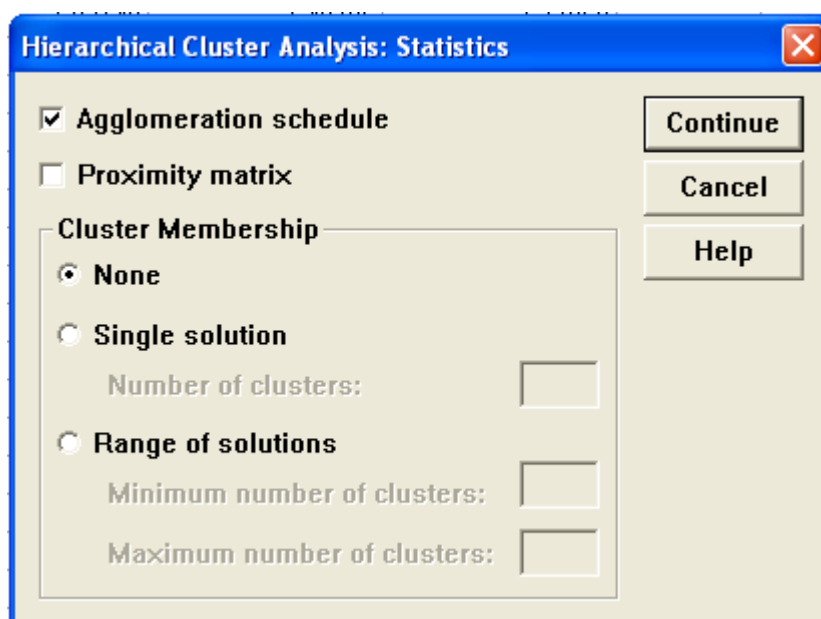 Hierarchical Cluster Analysis: Statistics
Agglomeration schedule
Continue
Proximity matrix
Cancel
Cluster Membership
Help
None
Single solution
Number of clusters:
Range of solutions
Minimum number of clusters:
Maximum number of clusters: